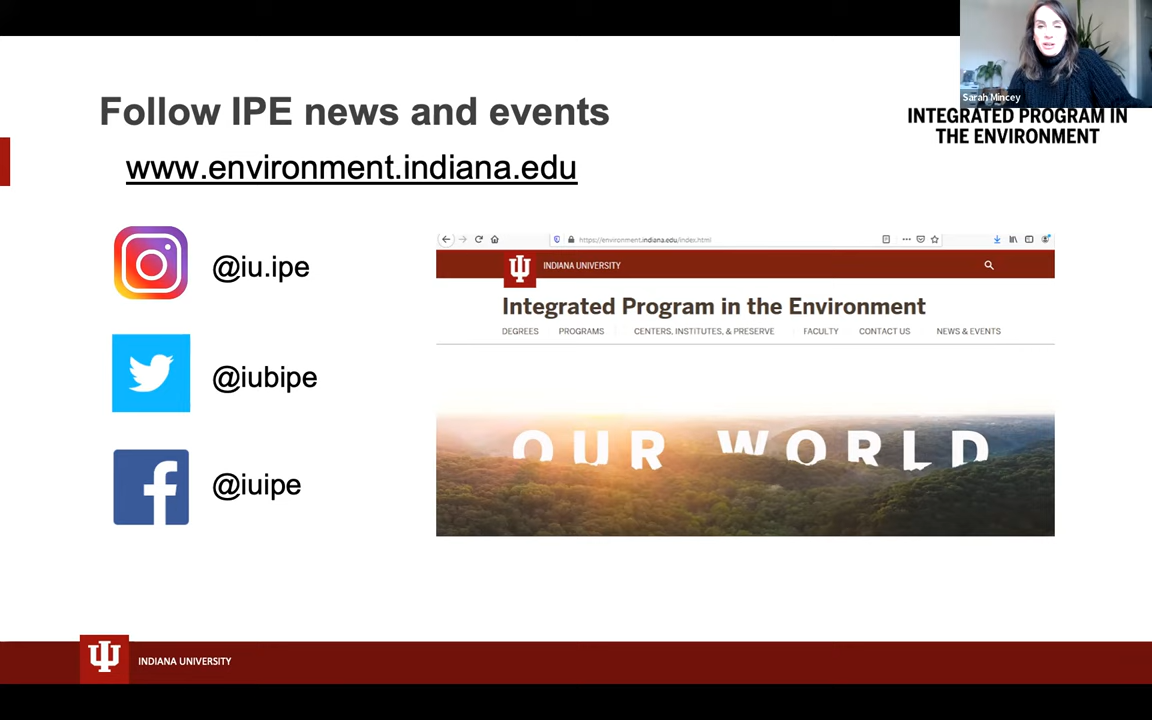 Sarah Mincey
INTEGRATED PROGRAM IN
THE ENVIRONMENT
Follow IPE news and events
www.environment.indiana.edu
@iu.ipe
@iubipe
@iuipe
https://environment.indiana.edu/index.html
INDIANA UNIVERSITY
Integrated Program in the Environment
DEGREES PROGRAMS CENTERS, INSTITUTES, & PRESERVE FACULTY CONTACT US NEWS & EVENTS
OUR WORLD
INDIANA UNIVERSITY